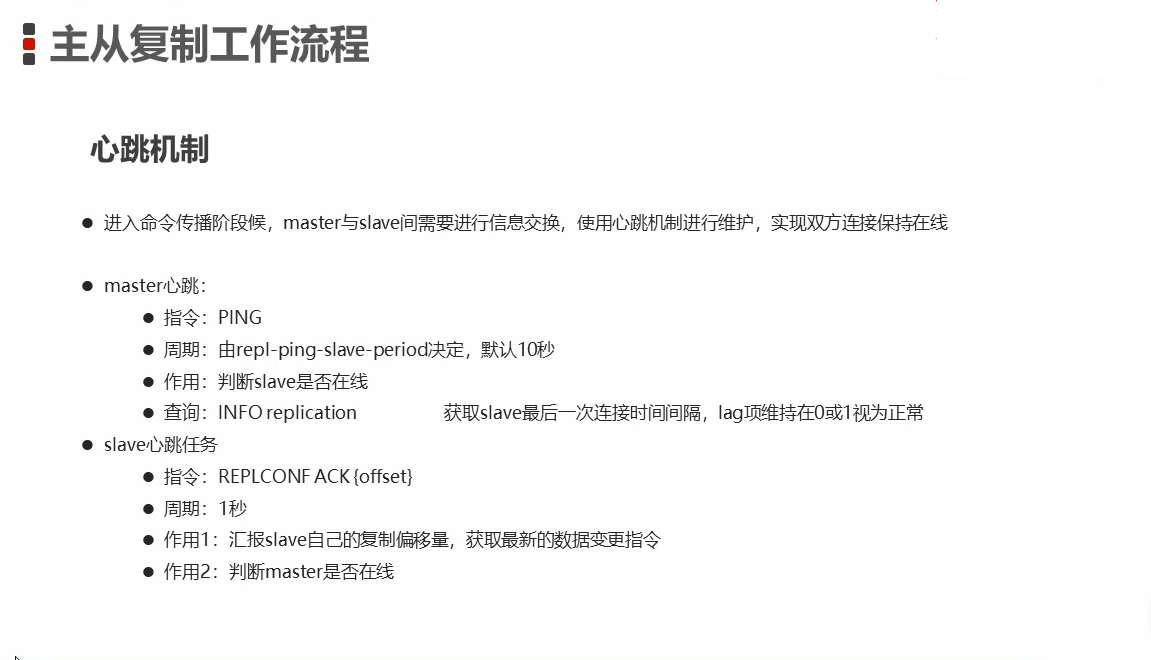 主从复制工作流程
心跳机制
● 进入命令传播阶段候，master与slave间需要进行信息交换，使用心跳机制进行维护，实现双方连接保持在线
● master心跳：
● 指令：PING
● 周期：由repl-ping-slave-period决定，默认10秒
● 作用：判断slave是否在线
● 查询：INFO replication 获取slave最后一次连接时间间隔，lag项维持在0或1视为正常
● slave心跳任务
● 指令：REPLCONF ACK {offset}
● 周期：1秒
● 作用1：汇报slave自己的复制偏移量，获取最新的数据变更指令
● 作用2：判断master是否在线